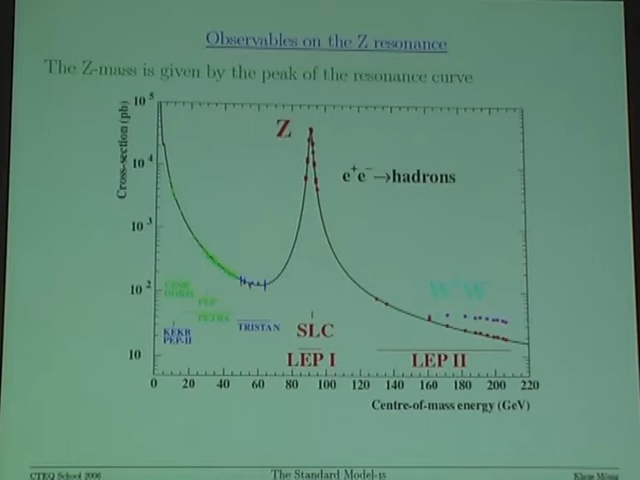 Observables on the Z resonance
The Z-mass is given by the peak of the resonance curve
Cross-section (pb)
10^5
10^4
10^3
10^2
10
Z
e+e-→hadrons
CESR
DORIS
PEP
PETRA
KEKB
PEP-II
TRISTAN
SLC
LEP I
W+W-
LEP II
0 20 40 60 80 100 120 140 160 180 200 220
Centre-of-mass energy (GeV)
CTEQ School 2006
The Standard Model-15
Klaus Mönig